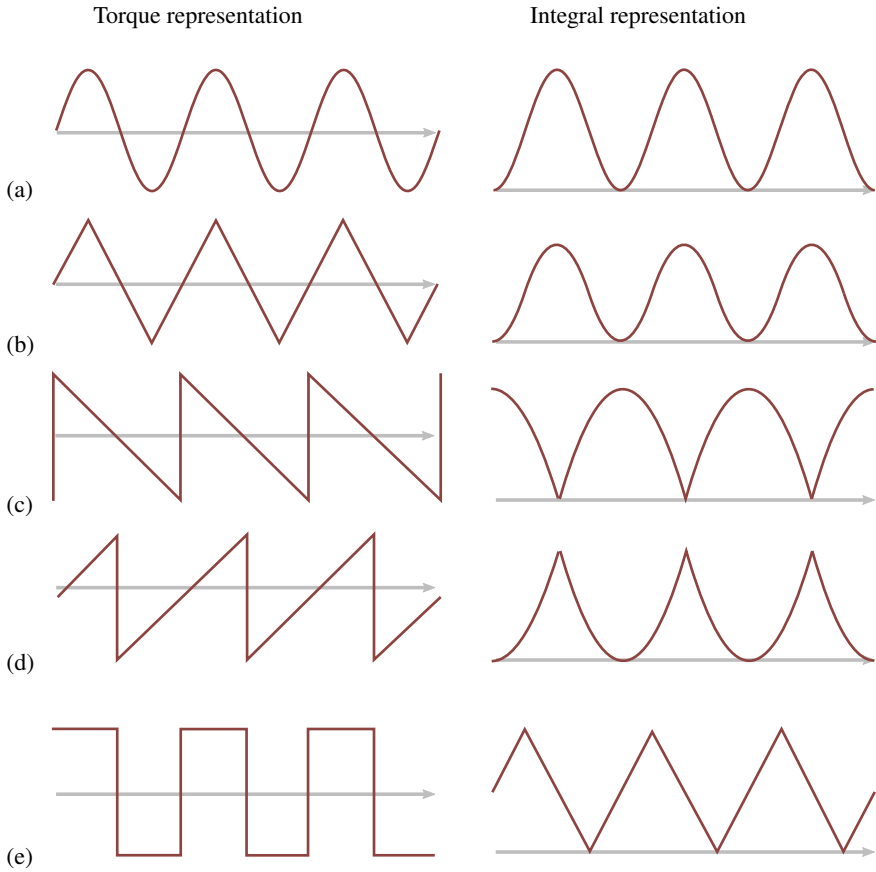 Torque representation
Integral representation
(a)
(b)
(c)
(d)
(e)